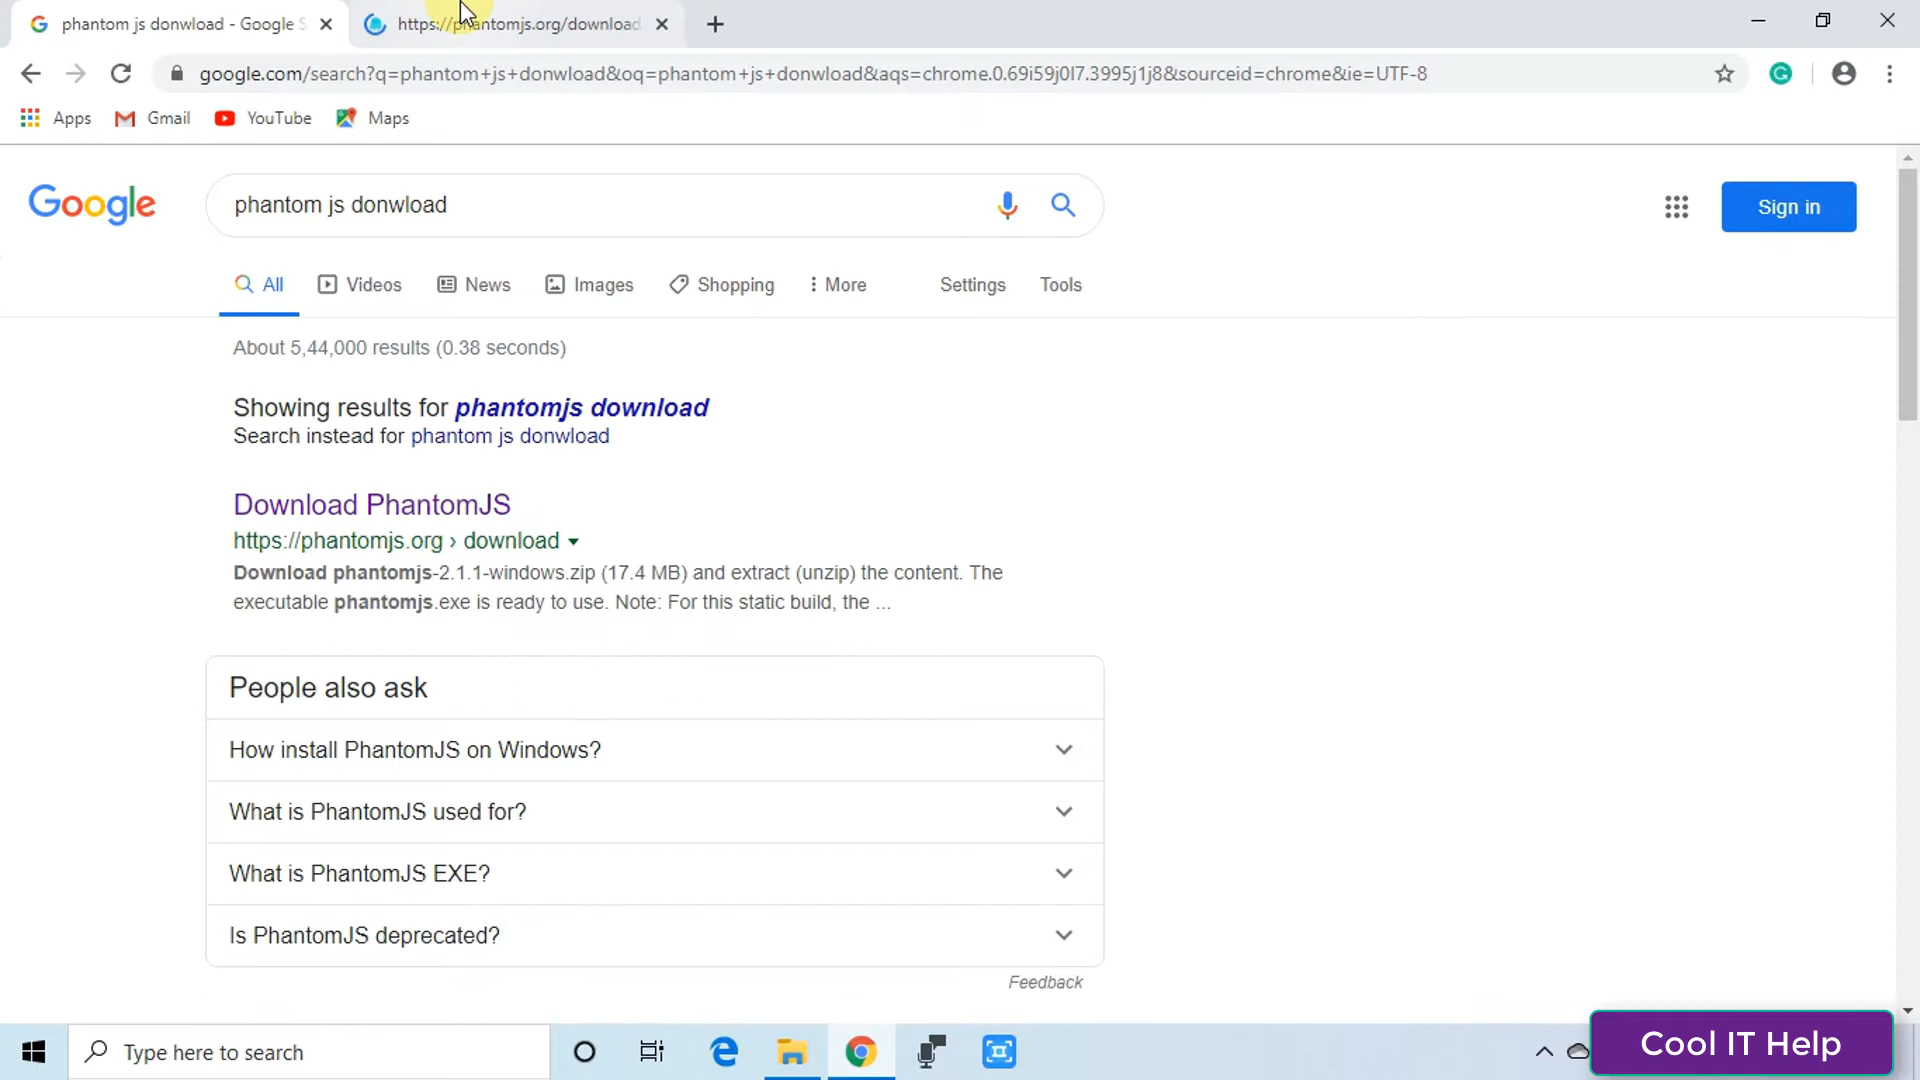 phantom js donwload - Google S
https://phantomjs.org/download
google.com/search?q=phantom+js+donwload&oq=phantom+js+donwload&aqs=chrome.0.69i59j0l7.3995j1j8&sourceid=chrome&ie=UTF-8
Apps Gmail YouTube Maps
Google
phantom js donwload
Sign in
All Videos News Images Shopping More Settings Tools
About 5,44,000 results (0.38 seconds)
Showing results for phantomjs download
Search instead for phantom js donwload
Download PhantomJS
https://phantomjs.org › download
Download phantomjs-2.1.1-windows.zip (17.4 MB) and extract (unzip) the content. The
executable phantomjs.exe is ready to use. Note: For this static build, the ...
People also ask
How install PhantomJS on Windows?
What is PhantomJS used for?
What is PhantomJS EXE?
Is PhantomJS deprecated?
Feedback
Type here to search
Cool IT Help